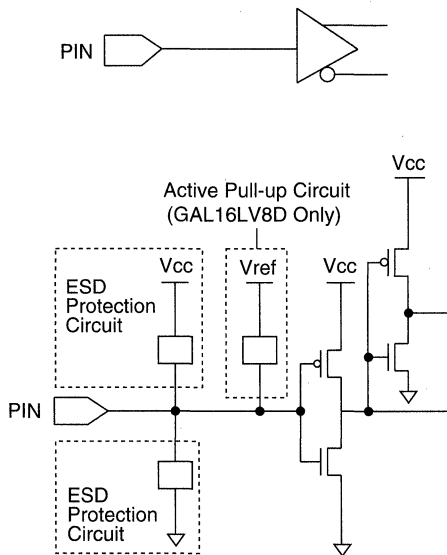 PIN
Vcc
Active Pull-up Circuit
(GAL16LV8D Only)
Vcc
Vref
Vcc
ESD
Protection
Circuit
PIN
ESD
Protection
Circuit